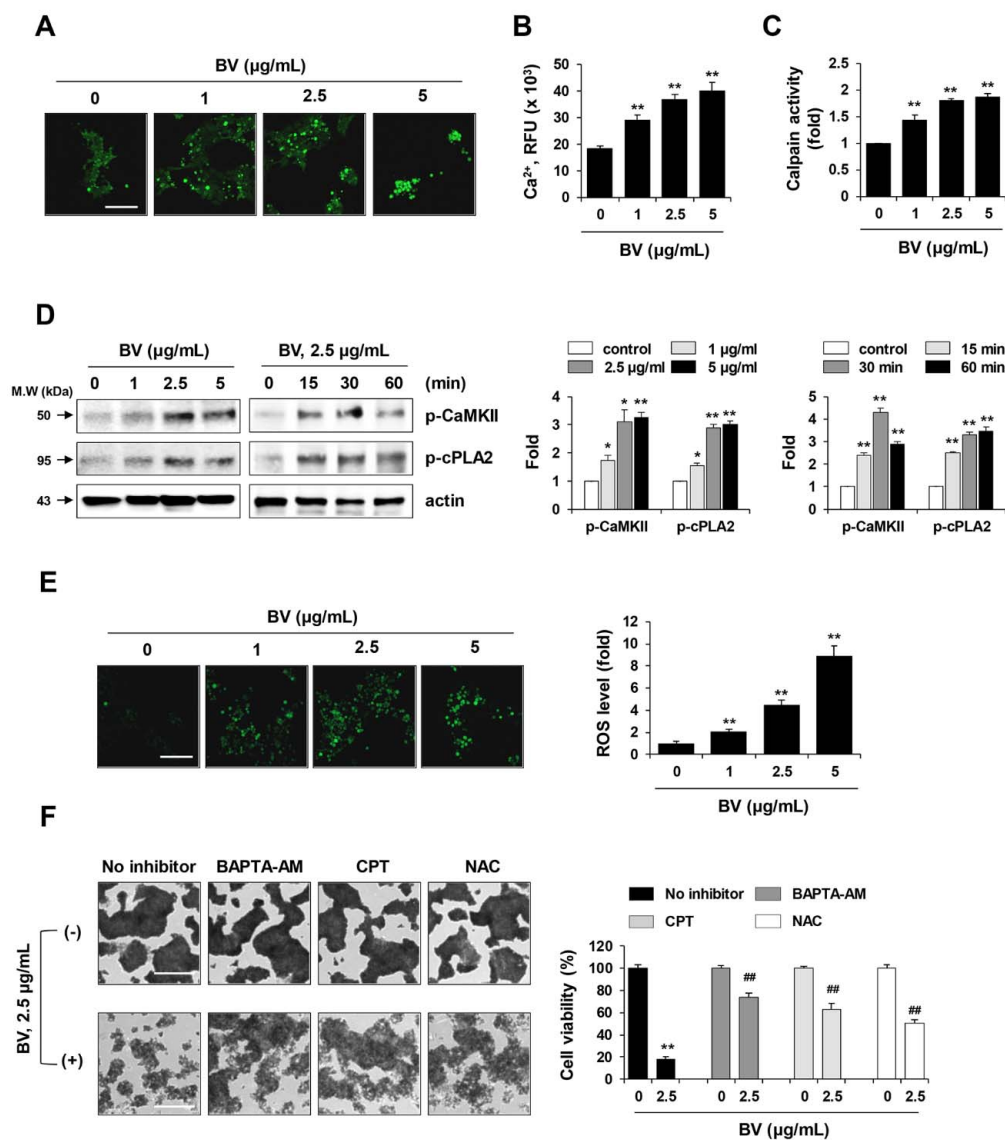 A
BV (µg/mL)
0 1 2.5 5
B
Ca²⁺, RFU (x 10³)
50
40
30
20
10
0
** ** **
0 1 2.5 5
BV (µg/mL)
C
Calpain activity
(fold)
2.5
2
1.5
1
0.5
0
** ** **
0 1 2.5 5
BV (µg/mL)
D
BV (µg/mL) BV, 2.5 µg/mL
M.W (kDa) 0 1 2.5 5 0 15 30 60 (min)
50 p-CaMKII
95 p-cPLA2
43 actin
control 1 µg/ml
2.5 µg/ml 5 µg/ml
Fold
4
3
2
1
0
* * ** * ** **
p-CaMKII p-cPLA2
control 15 min
30 min 60 min
Fold
5
4
3
2
1
0
** ** ** ** ** **
p-CaMKII p-cPLA2
E
BV (µg/mL)
0 1 2.5 5
ROS level (fold)
12
10
8
6
4
2
0
** ** **
0 1 2.5 5
BV (µg/mL)
F
No inhibitor BAPTA-AM CPT NAC
BV, 2.5 µg/mL
(-)
(+)
No inhibitor BAPTA-AM
CPT NAC
Cell viability (%)
120
100
80
60
40
20
0
** ## ## ##
0 2.5 0 2.5 0 2.5 0 2.5
BV (µg/mL)